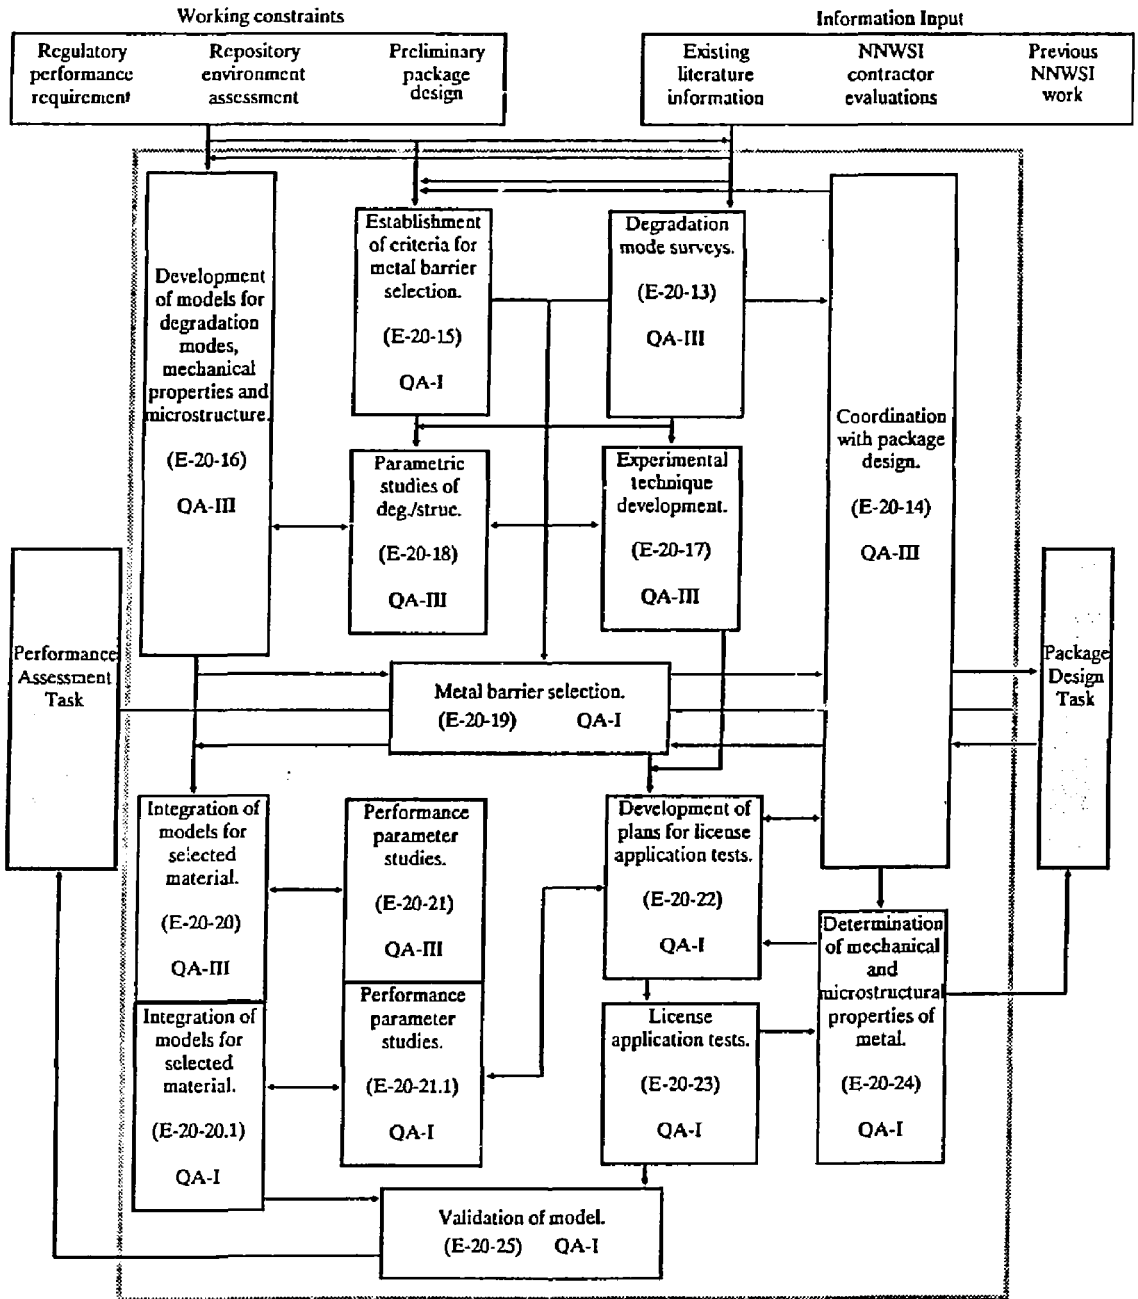 Working constraints
Information Input
Regulatory
performance
requirement
Repository
environment
assessment
Preliminary
package
design
Existing
literature
information
NNWSI
contractor
evaluations
Previous
NNWSI
work
Development
of models for
degradation
modes,
mechanical
properties and
microstructure.
(E-20-16)
QA-III
Establishment
of criteria for
metal barrier
selection.
(E-20-15)
QA-I
Degradation
mode surveys.
(E-20-13)
QA-III
Coordination
with package
design.
(E-20-14)
QA-III
Parametric
studies of
deg./struc.
(E-20-18)
QA-III
Experimental
technique
development.
(E-20-17)
QA-III
Performance
Assessment
Task
Metal barrier selection.
(E-20-19) QA-I
Package
Design
Task
Integration of
models for
selected
material.
(E-20-20)
QA-III
Performance
parameter
studies.
(E-20-21)
QA-III
Development of
plans for license
application tests.
(E-20-22)
QA-I
Determination
of mechanical
and
microstructural
properties of
metal.
(E-20-24)
QA-I
Integration of
models for
selected
material.
(E-20-20.1)
QA-I
Performance
parameter
studies.
(E-20-21.1)
QA-I
License
application tests.
(E-20-23)
QA-I
Validation of model.
(E-20-25) QA-I